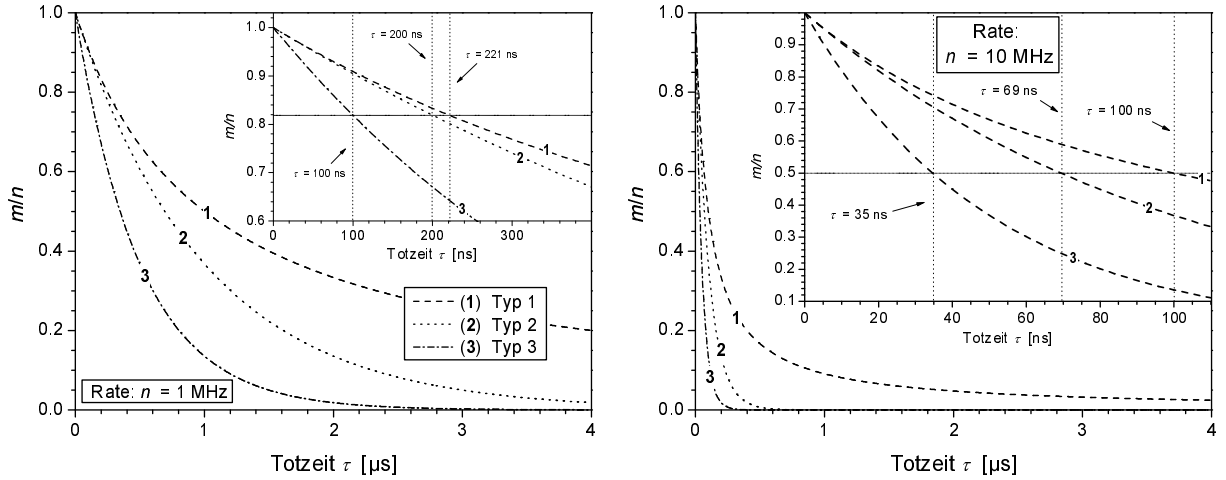 m/n
1.0
0.8
0.6
0.4
0.2
0.0
0
1
2
3
4
Totzeit τ [µs]
1
2
3
(1) Typ 1
(2) Typ 2
(3) Typ 3
Rate: n = 1 MHz
m/n
1.0
0.9
0.8
0.7
0.6
0
100
200
300
Totzeit τ [ns]
τ = 200 ns
τ = 221 ns
τ = 100 ns
1
2
3
m/n
1.0
0.8
0.6
0.4
0.2
0.0
0
1
2
3
4
Totzeit τ [µs]
1
2
3
Rate:
n = 10 MHz
m/n
1.0
0.9
0.8
0.7
0.6
0.5
0.4
0.3
0.2
0.1
0
20
40
60
80
100
Totzeit τ [ns]
τ = 69 ns
τ = 100 ns
τ = 35 ns
1
2
3